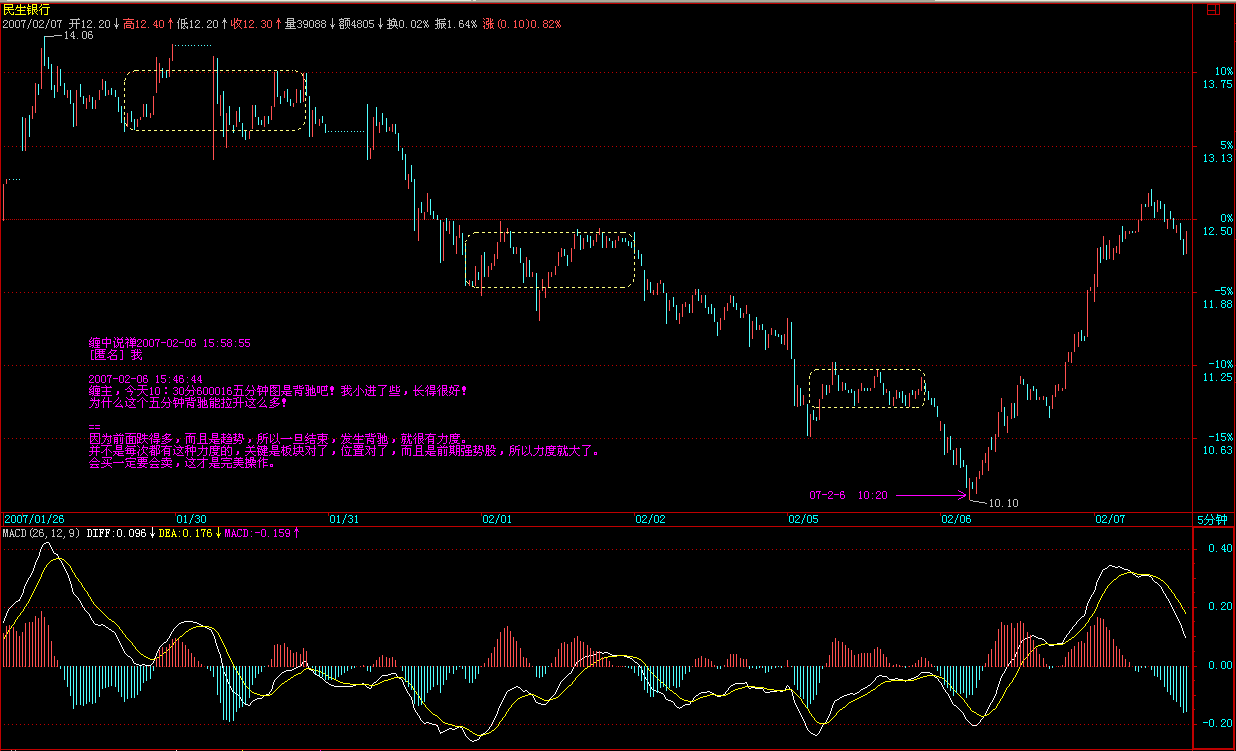 民生银行
2007/02/07 开12.20↓高12.40↑低12.20↑收12.30↑量39088↓额4805↓换0.02% 振1.64% 涨(0.10)0.82%
14.06
10%
13.75
5%
13.13
0%
12.50
-5%
11.88
-10%
11.25
-15%
10.63
缠中说禅2007-02-06 15:58:55
[匿名] 我
2007-02-06 15:46:44
缠主，今天10：30分600016五分钟图是背驰吧！我小进了些，长得很好！
为什么这个五分钟背驰能拉升这么多！
==
因为前面跌得多，而且是趋势，所以一旦结束，发生背驰，就很有力度。
并不是每次都有这种力度的，关键是板块对了，位置对了，而且是前期强势股，所以力度就大了。
会买一定要会卖，这才是完美操作。
07-2-6 10:20
10.10
2007/01/26 01/30 01/31 02/01 02/02 02/05 02/06 02/07 5分钟
MACD(26,12,9) DIFF:0.096↓DEA:0.176↓MACD:-0.159↑
0.40
0.20
0.00
-0.20